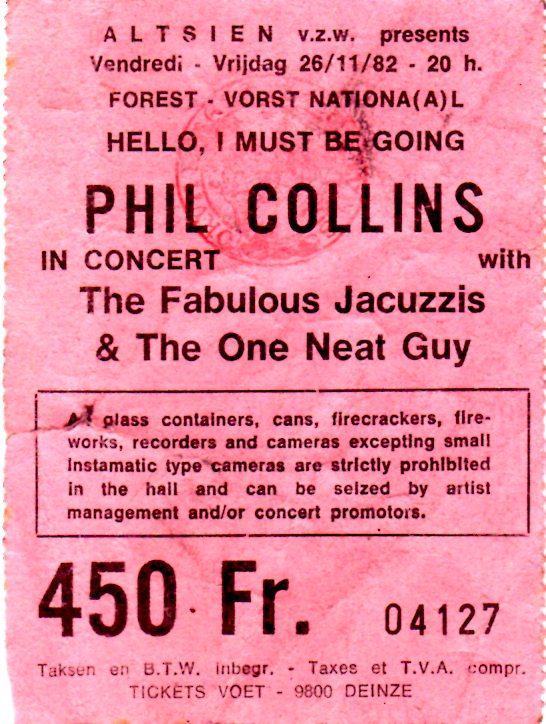 ALTSIEN v.z.w. presents
Vendredi - Vrijdag 26/11/82 - 20 h.
FOREST - VORST NATIONA(A)L
HELLO, I MUST BE GOING
PHIL COLLINS
IN CONCERT with
The Fabulous Jacuzzis
& The One Neat Guy
All glass containers, cans, firecrackers, fire-
works, recorders and cameras excepting small
instamatic type cameras are strictly prohibited
in the hall and can be seized by artist
management and/or concert promotors.
450 Fr. 04127
Taksen en B.T.W. inbegr. - Taxes et T.V.A. compr.
TICKETS VOET - 9800 DEINZE